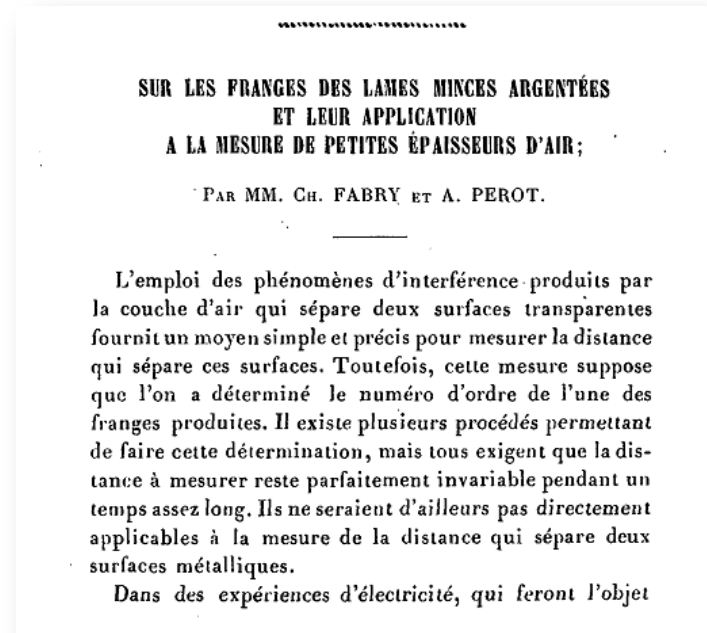 SUR LES FRANGES DES LAMES MINCES ARGENTÉES
ET LEUR APPLICATION
A LA MESURE DE PETITES ÉPAISSEURS D'AIR;
PAR MM. CH. FABRY ET A. PEROT.
L'emploi des phénomènes d'interférence produits par
la couche d'air qui sépare deux surfaces transparentes
fournit un moyen simple et précis pour mesurer la distance
qui sépare ces surfaces. Toutefois, cette mesure suppose
que l'on a déterminé le numéro d'ordre de l'une des
franges produites. Il existe plusieurs procédés permettant
de faire cette détermination, mais tous exigent que la dis-
tance à mesurer reste parfaitement invariable pendant un
temps assez long. Ils ne seraient d'ailleurs pas directement
applicables à la mesure de la distance qui sépare deux
surfaces métalliques.
Dans des expériences d'électricité, qui feront l'objet